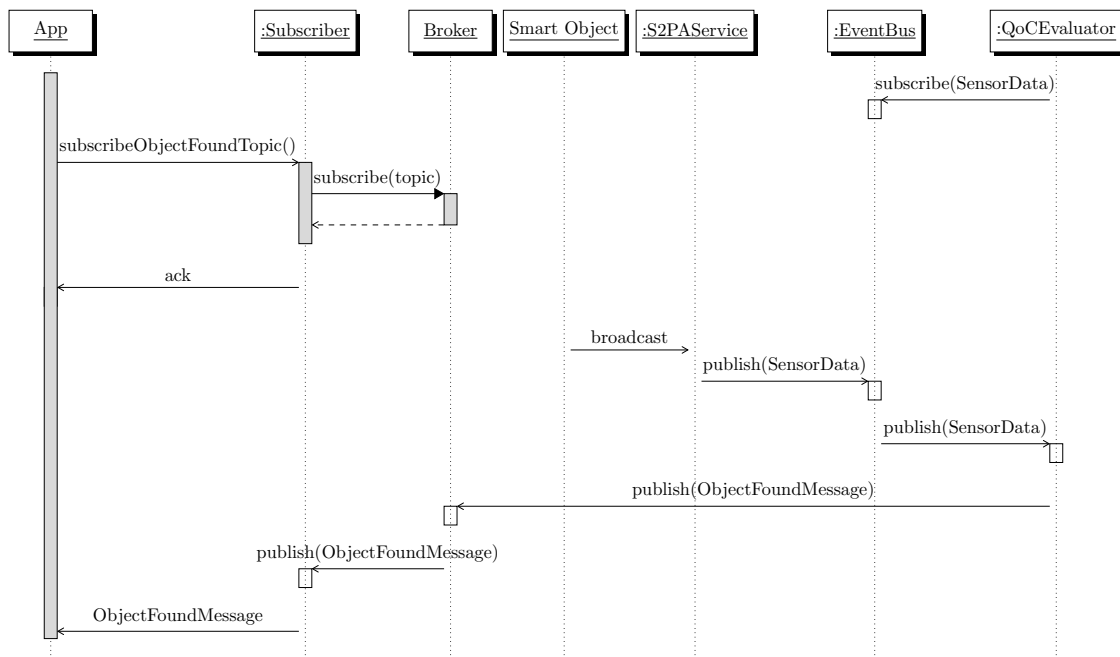 App
:Subscriber
Broker
Smart Object
:S2PAService
:EventBus
:QoCEvaluator
subscribe(SensorData)
subscribeObjectFoundTopic()
subscribe(topic)
ack
broadcast
publish(SensorData)
publish(SensorData)
publish(ObjectFoundMessage)
publish(ObjectFoundMessage)
ObjectFoundMessage